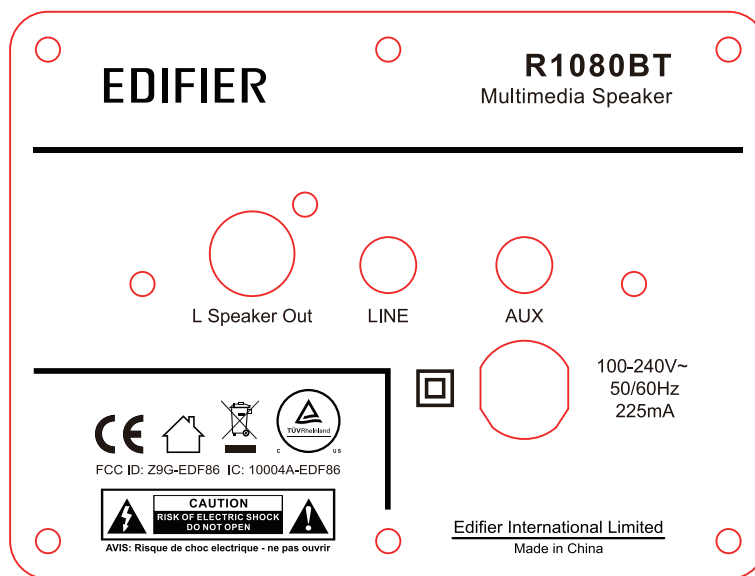 EDIFIER
R1080BT
Multimedia Speaker
L Speaker Out
LINE
AUX
100-240V~
50/60Hz
225mA
CE
TÜVRheinland
C US
FCC ID: Z9G-EDF86 IC: 10004A-EDF86
CAUTION
RISK OF ELECTRIC SHOCK
DO NOT OPEN
AVIS: Risque de choc electrique - ne pas ouvrir
Edifier International Limited
Made in China